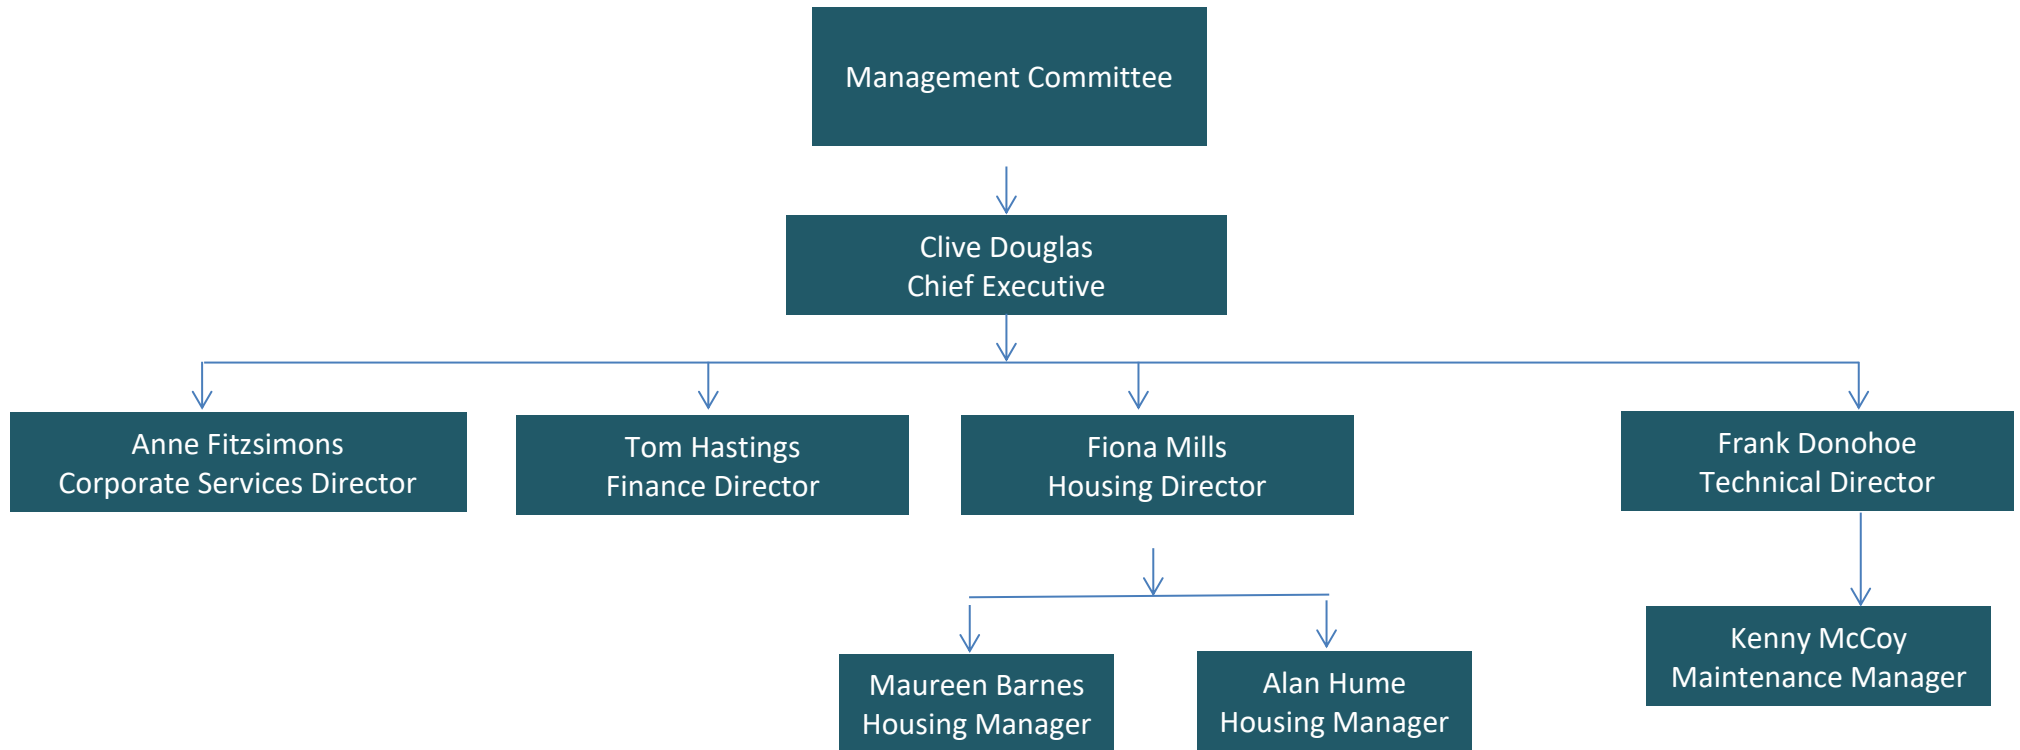 Management Committee
Clive Douglas
Chief Executive
Anne Fitzsimons
Corporate Services Director
Tom Hastings
Finance Director
Fiona Mills
Housing Director
Frank Donohoe
Technical Director
Maureen Barnes
Housing Manager
Alan Hume
Housing Manager
Kenny McCoy
Maintenance Manager